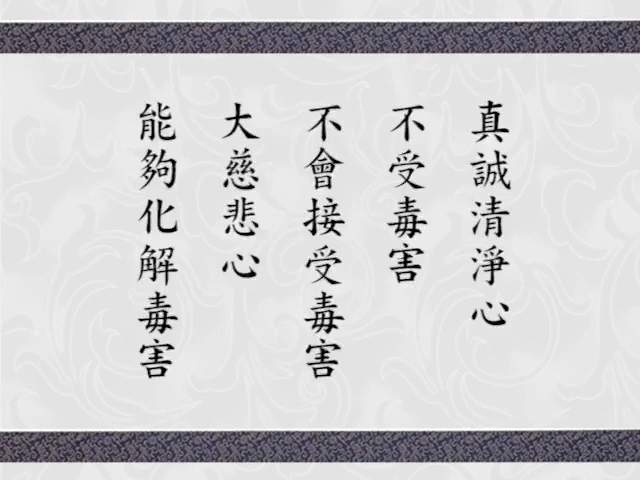 真誠清淨心
不受毒害
不會接受毒害
大慈悲心
能夠化解毒害